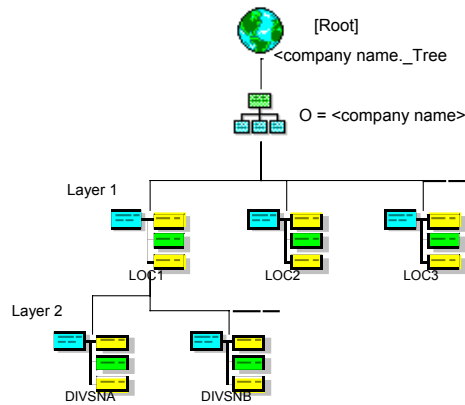 [Root]
<company name._Tree
O = <company name>
Layer 1
LOC1
LOC2
LOC3
Layer 2
DIVSNA
DIVSNB